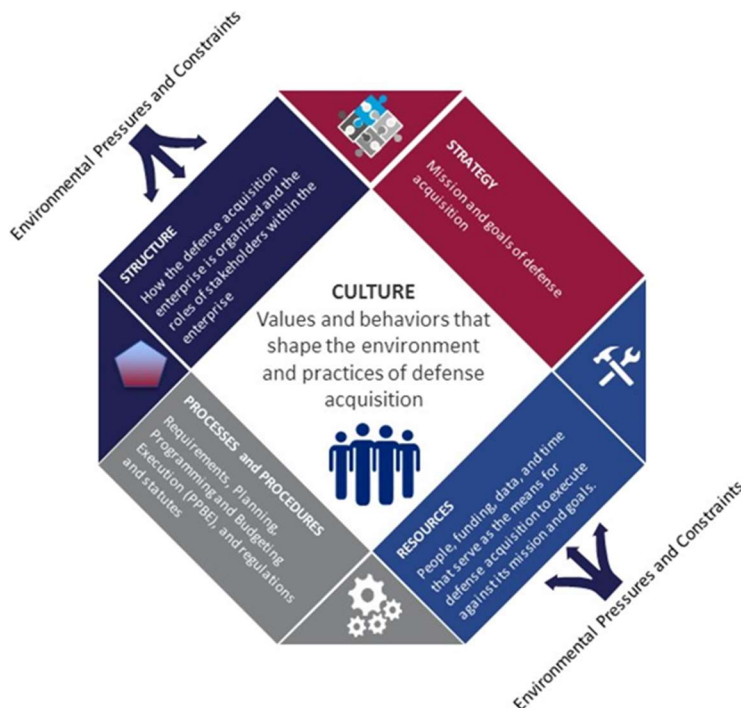 Environmental Pressures and Constraints
STRUCTURE
How the defense acquisition
enterprise is organized and the
roles of stakeholders within the
enterprise
STRATEGY
Mission and goals of defense
acquisition
CULTURE
Values and behaviors that
shape the environment
and practices of defense
acquisition
PROCESSES and PROCEDURES
Requirements, Planning,
Programming and Budgeting
Execution (PPBE), and regulations
and statutes
RESOURCES
People, funding, data, and time
that serve as the means for
defense acquisition to execute
against its mission and goals.
Environmental Pressures and Constraints